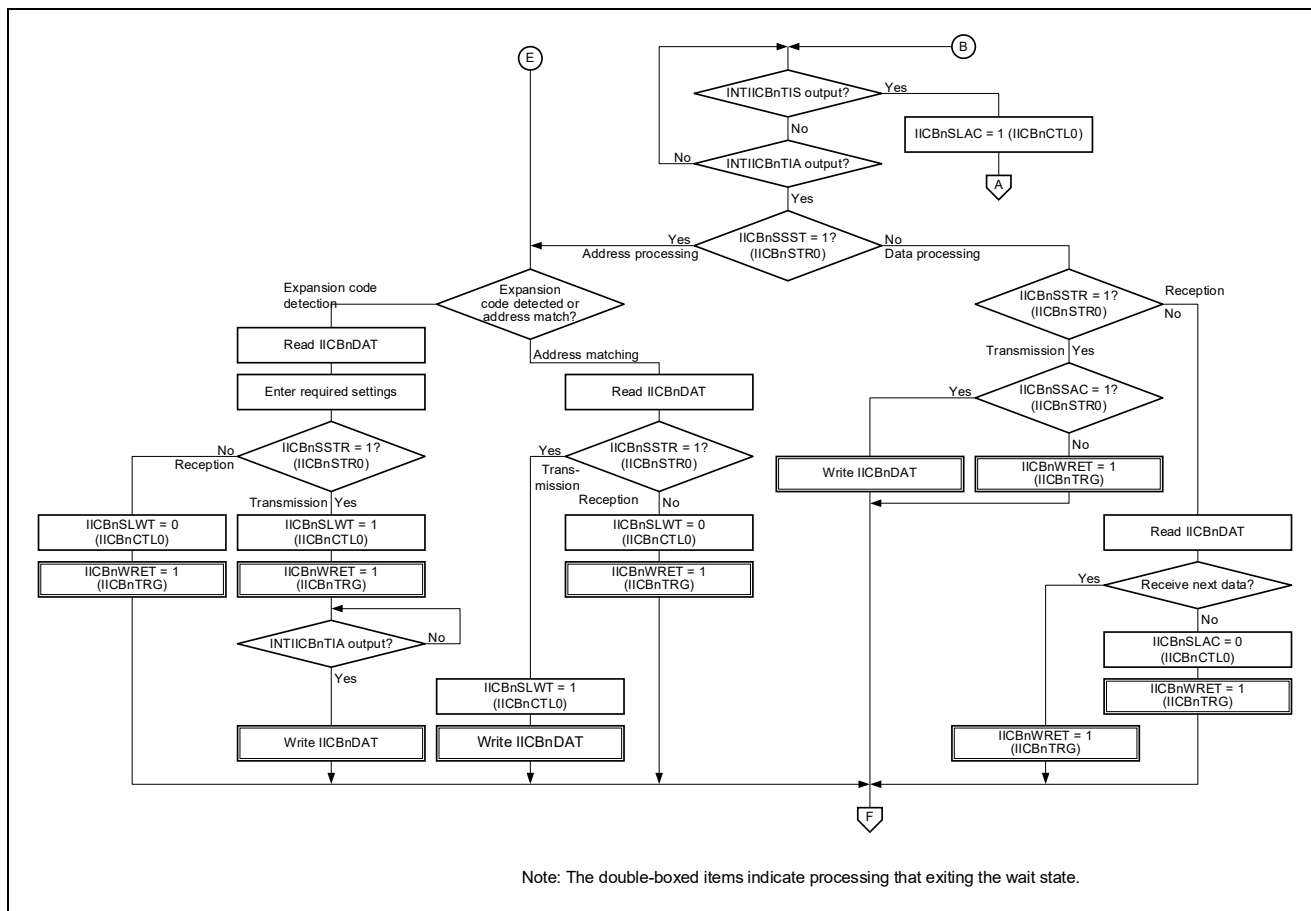 E
B
INTIICBnTIS output?
Yes
No
IICBnSLAC = 1 (IICBnCTL0)
A
No
INTIICBnTIA output?
Yes
Yes
Address processing
IICBnSSST = 1?
(IICBnSTR0)
No
Data processing
Expansion code
detection
Expansion
code detected or
address match?
Address matching
Read IICBnDAT
Enter required settings
IICBnSSTR = 1?
(IICBnSTR0)
No
Reception
Transmission
Yes
IICBnSLWT = 0
(IICBnCTL0)
IICBnWRET = 1
(IICBnTRG)
IICBnSLWT = 1
(IICBnCTL0)
IICBnWRET = 1
(IICBnTRG)
INTIICBnTIA output?
No
Yes
Write IICBnDAT
Read IICBnDAT
IICBnSSTR = 1?
(IICBnSTR0)
Yes
Trans-
mission
Reception
No
IICBnSLWT = 0
(IICBnCTL0)
IICBnWRET = 1
(IICBnTRG)
IICBnSLWT = 1
(IICBnCTL0)
Write IICBnDAT
IICBnSSTR = 1?
(IICBnSTR0)
Reception
No
Transmission
Yes
IICBnSSAC = 1?
(IICBnSTR0)
Yes
No
Write IICBnDAT
IICBnWRET = 1
(IICBnTRG)
Read IICBnDAT
Receive next data?
Yes
No
IICBnSLAC = 0
(IICBnCTL0)
IICBnWRET = 1
(IICBnTRG)
IICBnWRET = 1
(IICBnTRG)
F
Note: The double-boxed items indicate processing that exiting the wait state.